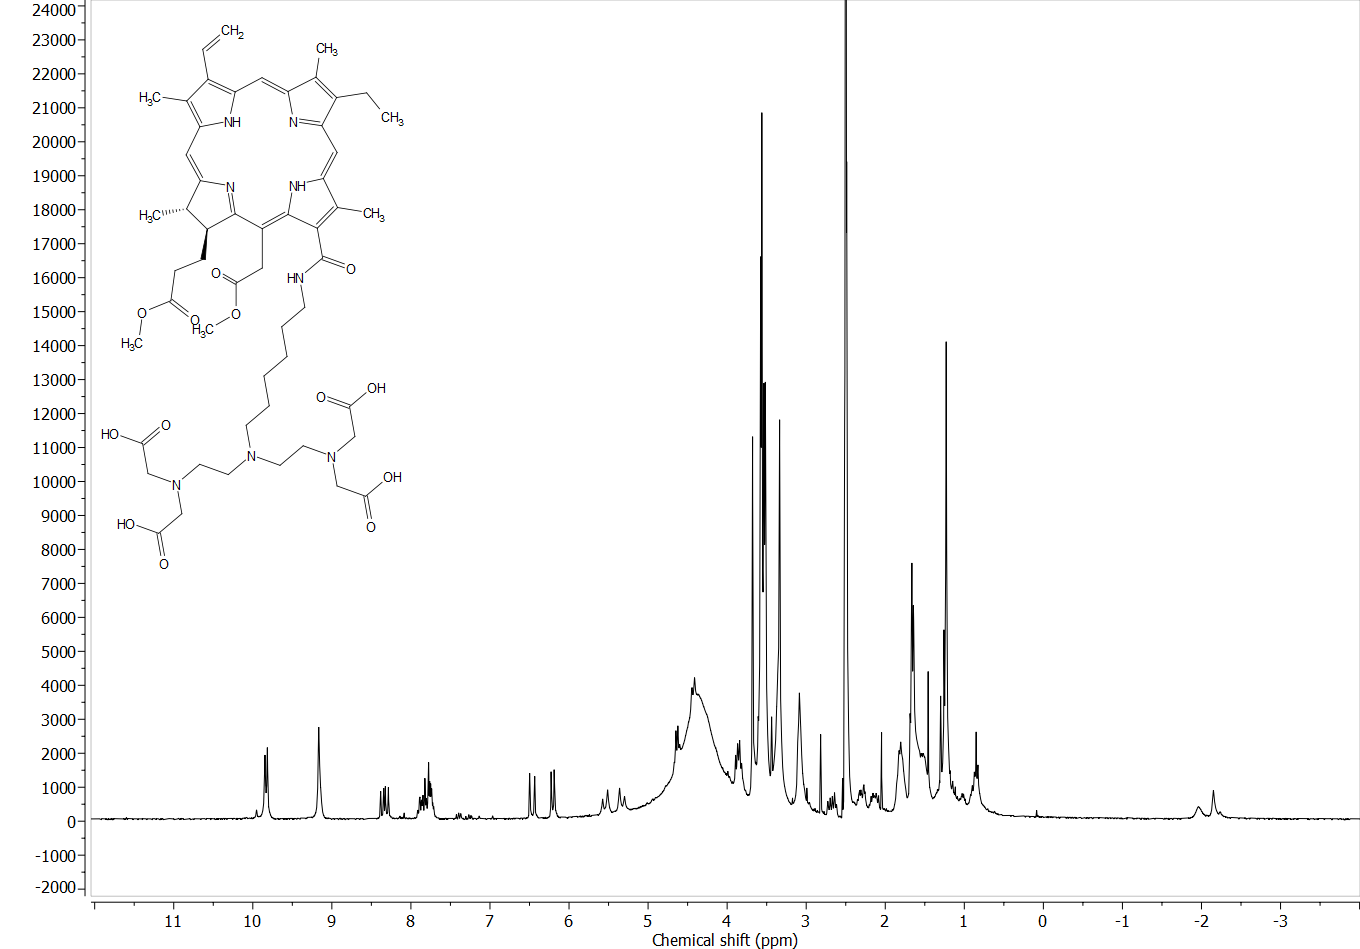 24000
23000
22000
21000
20000
19000
18000
17000
16000
15000
14000
13000
12000
11000
10000
9000
8000
7000
6000
5000
4000
3000
2000
1000
0
-1000
-2000
CH2
CH3
H3C
CH3
NH
N
N
NH
H3C
CH3
O
O
HN
O
O
O
H3C
H3C
O
OH
HO
O
N
N
N
OH
O
HO
O
11 10 9 8 7 6 5 4 3 2 1 0 -1 -2 -3
Chemical shift (ppm)